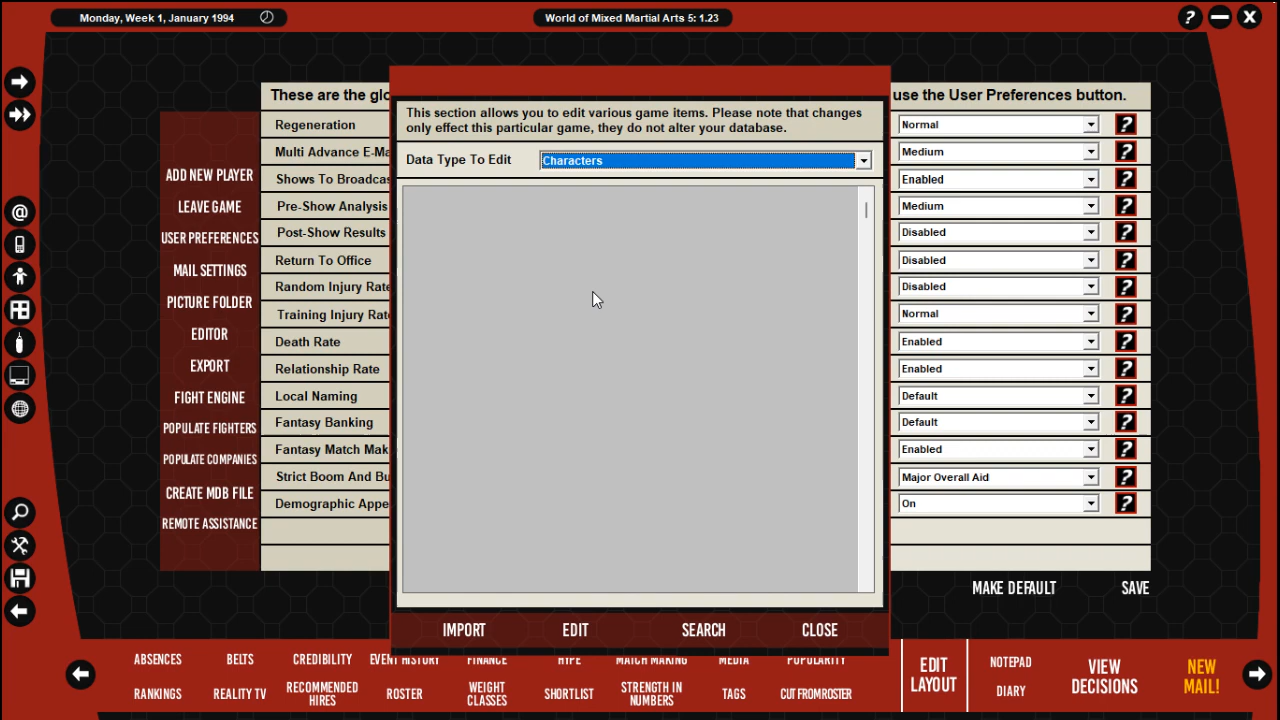 Monday, Week 1, January 1994
World of Mixed Martial Arts 5: 1.23
?
These are the glo
use the User Preferences button.
This section allows you to edit various game items. Please note that changes
only effect this particular game, they do not alter your database.
Data Type To Edit
Characters
ADD NEW PLAYER
LEAVE GAME
USER PREFERENCES
MAIL SETTINGS
PICTURE FOLDER
EDITOR
EXPORT
FIGHT ENGINE
POPULATE FIGHTERS
POPULATE COMPANIES
CREATE MDB FILE
REMOTE ASSISTANCE
@
Regeneration
Normal
?
Multi Advance E-Ma
Medium
?
Shows To Broadcas
Enabled
?
Pre-Show Analysis
Medium
?
Post-Show Results
Disabled
?
Return To Office
Disabled
?
Random Injury Rate
Disabled
?
Training Injury Rate
Normal
?
Death Rate
Enabled
?
Relationship Rate
Enabled
?
Local Naming
Default
?
Fantasy Banking
Default
?
Fantasy Match Mak
Enabled
?
Strict Boom And Bu
Major Overall Aid
?
Demographic Appe
On
?
MAKE DEFAULT
SAVE
IMPORT
EDIT
SEARCH
CLOSE
ABSENCES
BELTS
CREDIBILITY
EVENT HISTORY
FINANCE
HYPE
MATCH MAKING
MEDIA
POPULARITY
RANKINGS
REALITY TV
RECOMMENDED
HIRES
ROSTER
WEIGHT
CLASSES
SHORTLIST
STRENGTH IN
NUMBERS
TAGS
CUT FROM ROSTER
EDIT
LAYOUT
NOTEPAD
DIARY
VIEW
DECISIONS
NEW
MAIL!